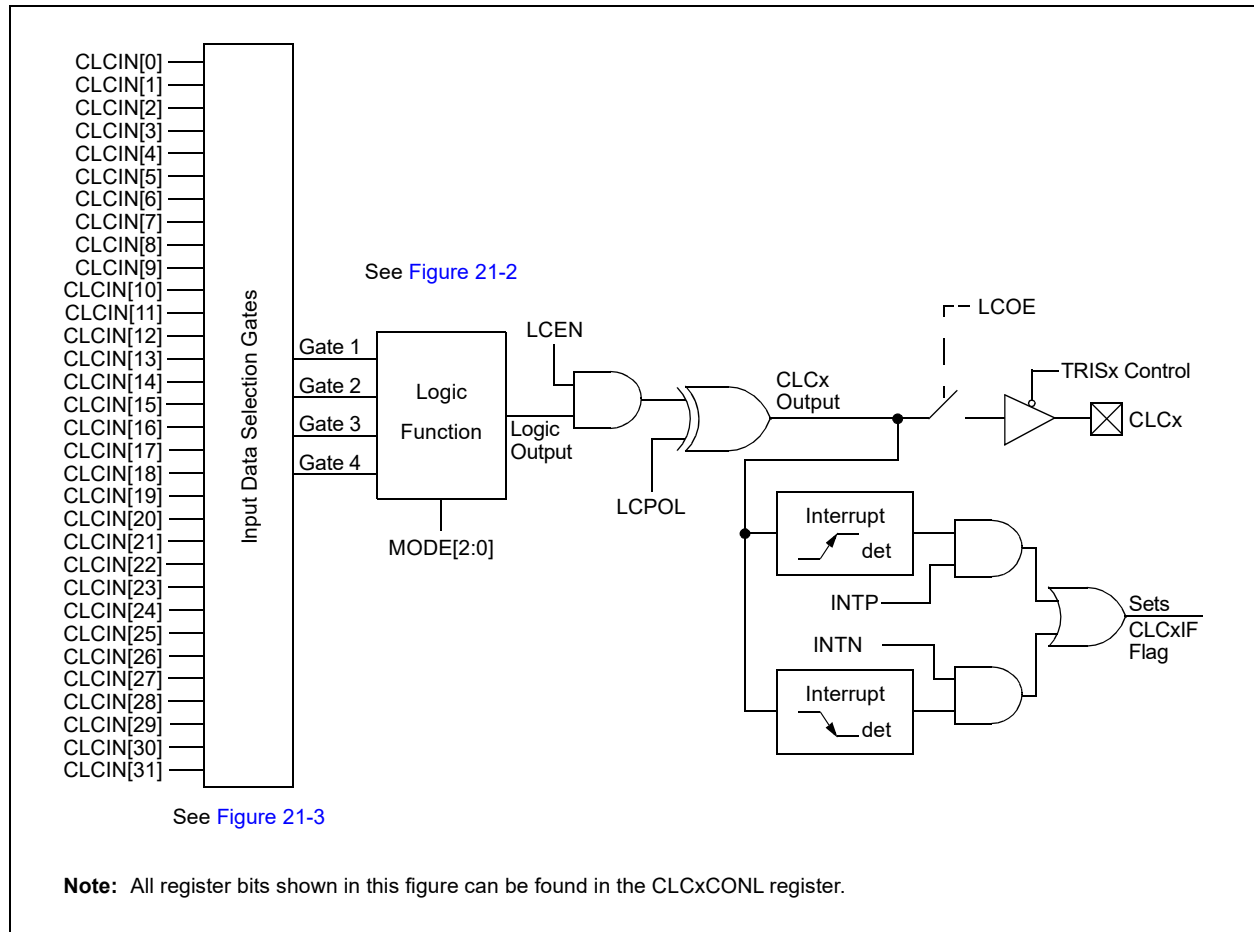 CLCIN[0]
CLCIN[1]
CLCIN[2]
CLCIN[3]
CLCIN[4]
CLCIN[5]
CLCIN[6]
CLCIN[7]
CLCIN[8]
CLCIN[9]
CLCIN[10]
CLCIN[11]
CLCIN[12]
CLCIN[13]
CLCIN[14]
CLCIN[15]
CLCIN[16]
CLCIN[17]
CLCIN[18]
CLCIN[19]
CLCIN[20]
CLCIN[21]
CLCIN[22]
CLCIN[23]
CLCIN[24]
CLCIN[25]
CLCIN[26]
CLCIN[27]
CLCIN[28]
CLCIN[29]
CLCIN[30]
CLCIN[31]
Input Data Selection Gates
See Figure 21-3
See Figure 21-2
Gate 1
Gate 2
Gate 3
Gate 4
Logic
Function
MODE[2:0]
Logic
Output
LCEN
LCPOL
CLCx
Output
LCOE
TRISx Control
CLCx
Interrupt
det
INTP
INTN
Interrupt
det
Sets
CLCxIF
Flag
Note: All register bits shown in this figure can be found in the CLCxCONL register.